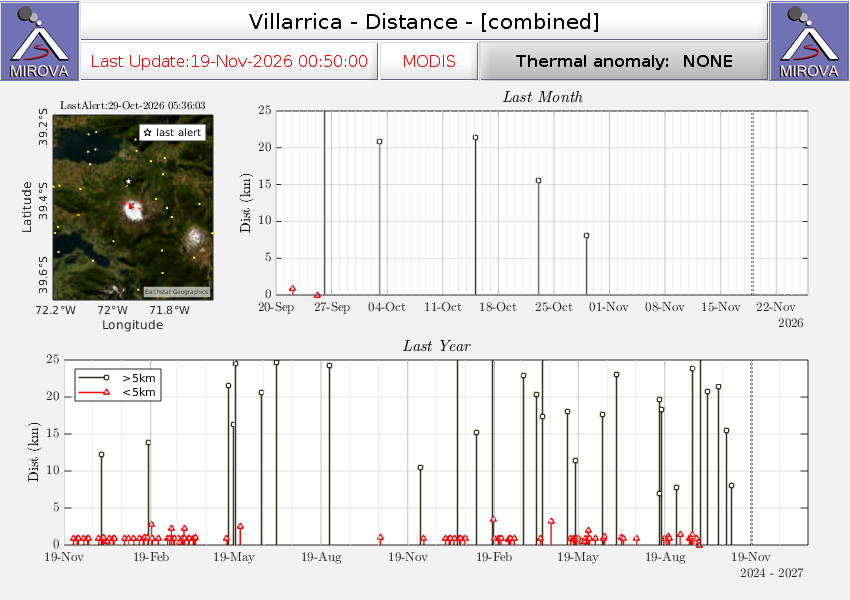 Villarrica - Distance - [combined]
MIROVA
Last Update:19-Nov-2026 00:50:00
MODIS
Thermal anomaly: NONE
MIROVA
LastAlert:29-Oct-2026 05:36:03
39.2°S
39.4°S
39.6°S
Latitude
last alert
Earthstar Geographics
72.2°W
72°W
71.8°W
Longitude
Last Month
Dist (km)
25
20
15
10
5
0
20-Sep
27-Sep
04-Oct
11-Oct
18-Oct
25-Oct
01-Nov
08-Nov
15-Nov
22-Nov
2026
Last Year
Dist (km)
25
20
15
10
5
0
>5km
<5km
19-Nov
19-Feb
19-May
19-Aug
19-Nov
19-Feb
19-May
19-Aug
19-Nov
2024 - 2027